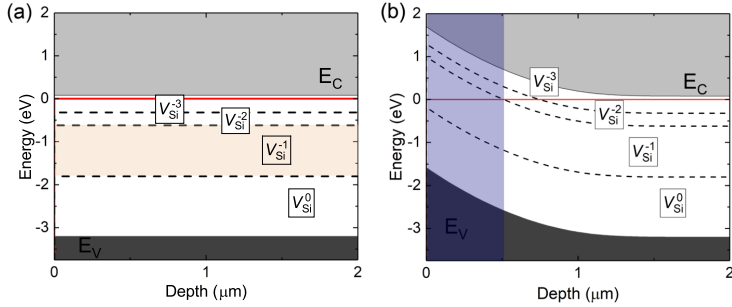 (a)
2
1
0
-1
-2
-3
Energy (eV)
E_C
V_Si^-3
V_Si^-2
V_Si^-1
V_Si^0
E_V
0
1
2
Depth (μm)
(b)
2
1
0
-1
-2
-3
Energy (eV)
E_C
V_Si^-3
V_Si^-2
V_Si^-1
V_Si^0
E_V
0
1
2
Depth (μm)